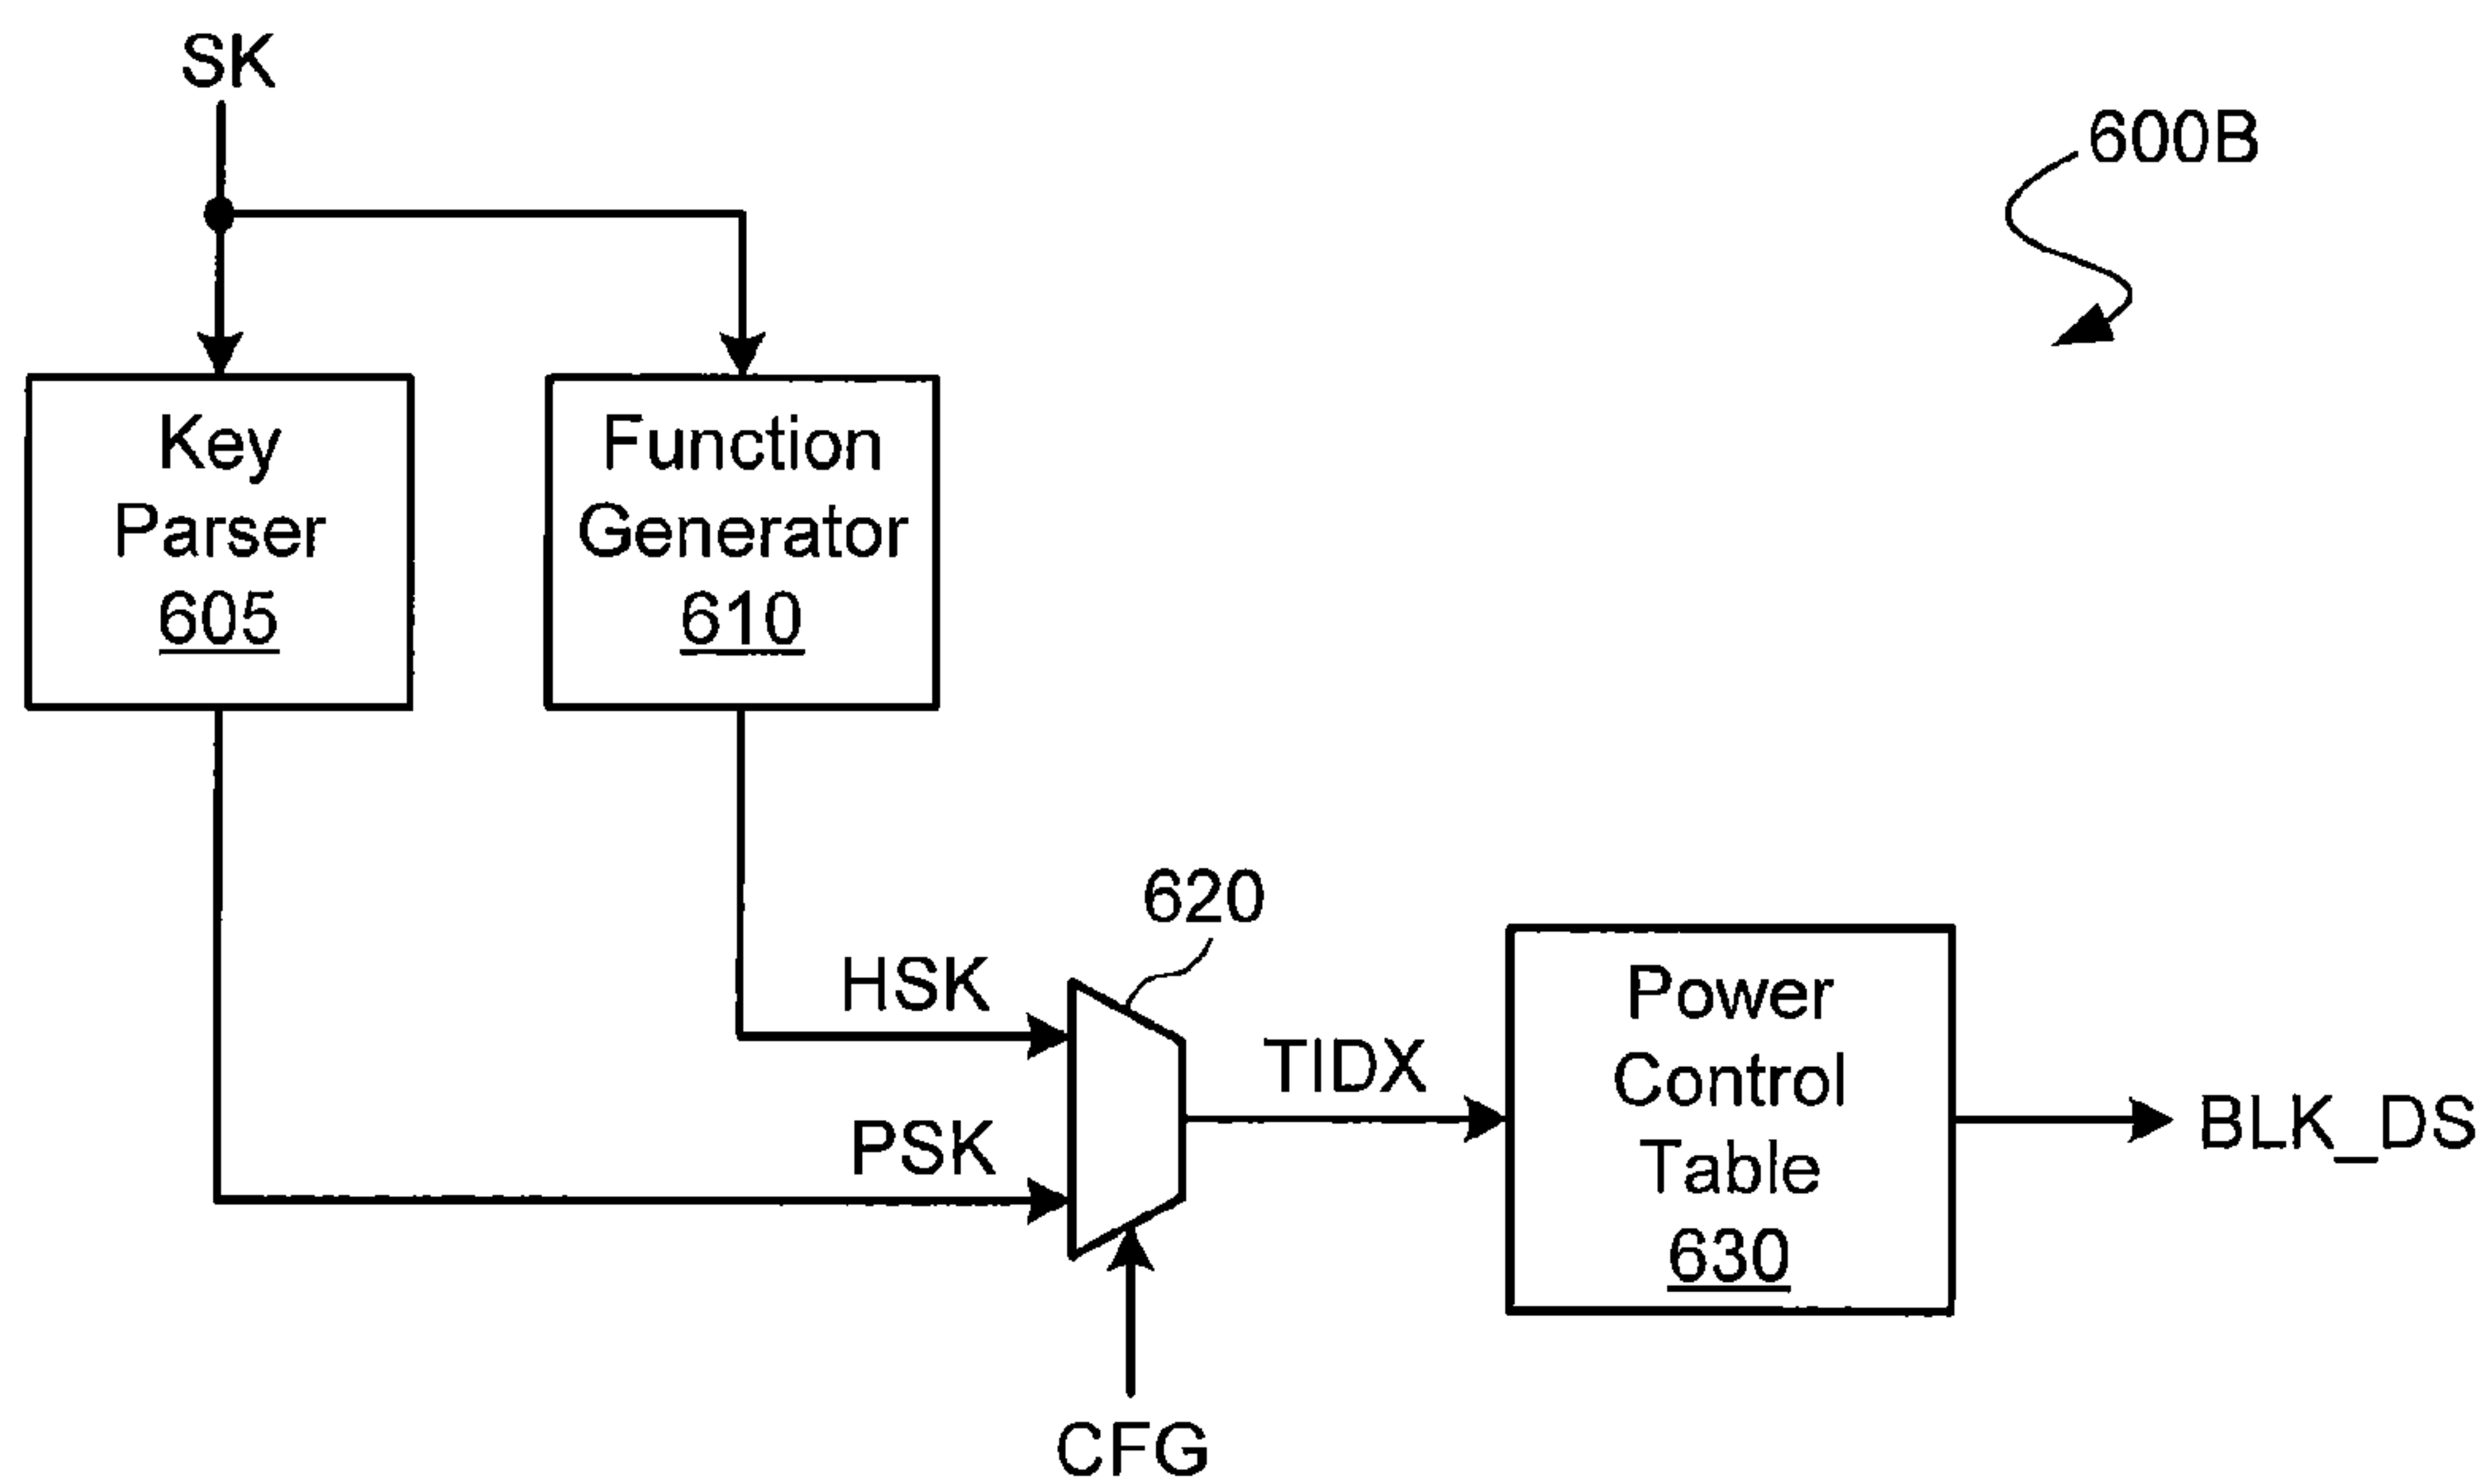 SK
600B
Key
Parser
605
Function
Generator
610
620
HSK
PSK
TIDX
Power
Control
Table
630
BLK_DS
CFG